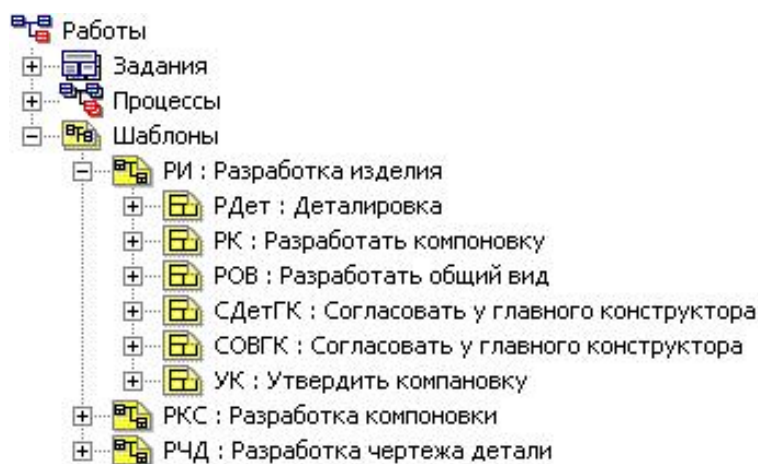 Работы
Задания
Процессы
Шаблоны
РИ : Разработка изделия
РДет : Деталировка
РК : Разработать компоновку
РОВ : Разработать общий вид
СДетГК : Согласовать у главного конструктора
СОВГК : Согласовать у главного конструктора
УК : Утвердить компановку
РКС : Разработка компоновки
РЧД : Разработка чертежа детали